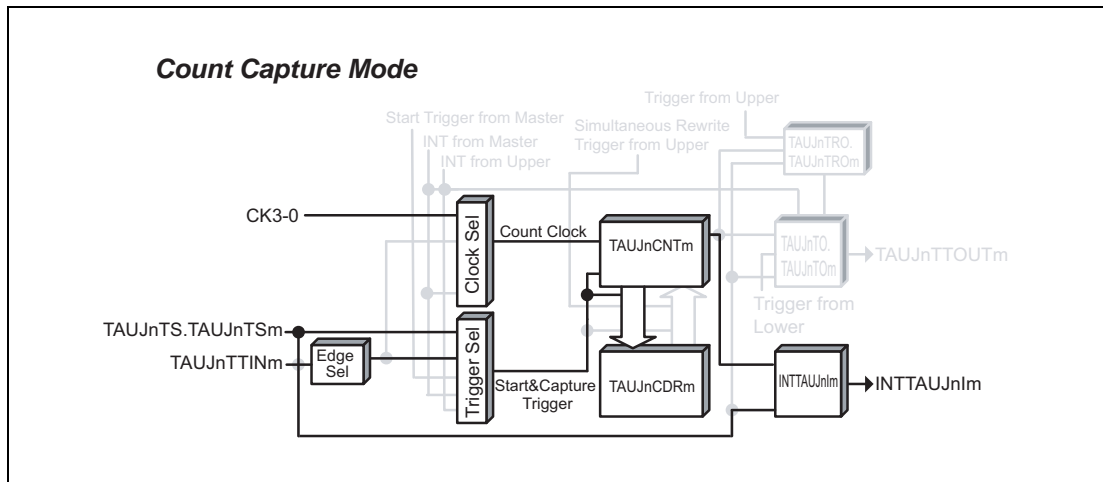 Count Capture Mode
Trigger from Upper
Start Trigger from Master
Simultaneous Rewrite
Trigger from Upper
INT from Master
INT from Upper
TAUJnTRO.
TAUJnTROm
CK3-0
Clock Sel
Count Clock
TAUJnCNTm
TAUJnTO.
TAUJnTOm
TAUJnTTOUTm
Trigger from
Lower
TAUJnTS.TAUJnTSm
TAUJnTTINm
Edge
Sel
Trigger Sel
Start&Capture
Trigger
TAUJnCDRm
INTTAUJnIm
INTTAUJnIm